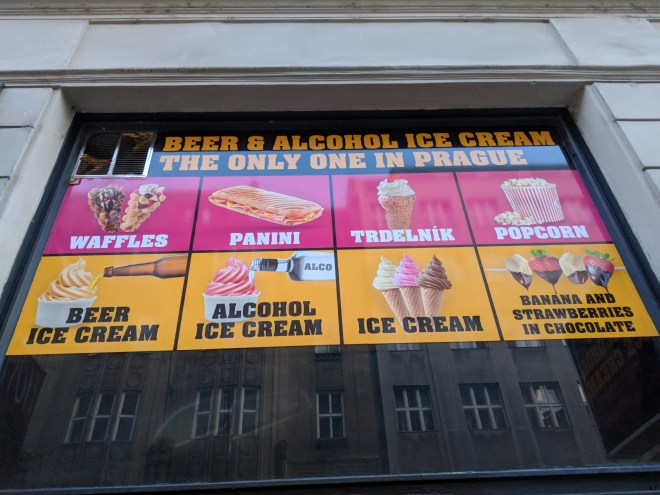 BEER & ALCOHOL ICE CREAM
THE ONLY ONE IN PRAGUE
WAFFLES
PANINI
TRDELNÍK
POPCORN
BEER
ICE CREAM
ALCO
ALCOHOL
ICE CREAM
ICE CREAM
BANANA AND
STRAWBERRIES
IN CHOCOLATE